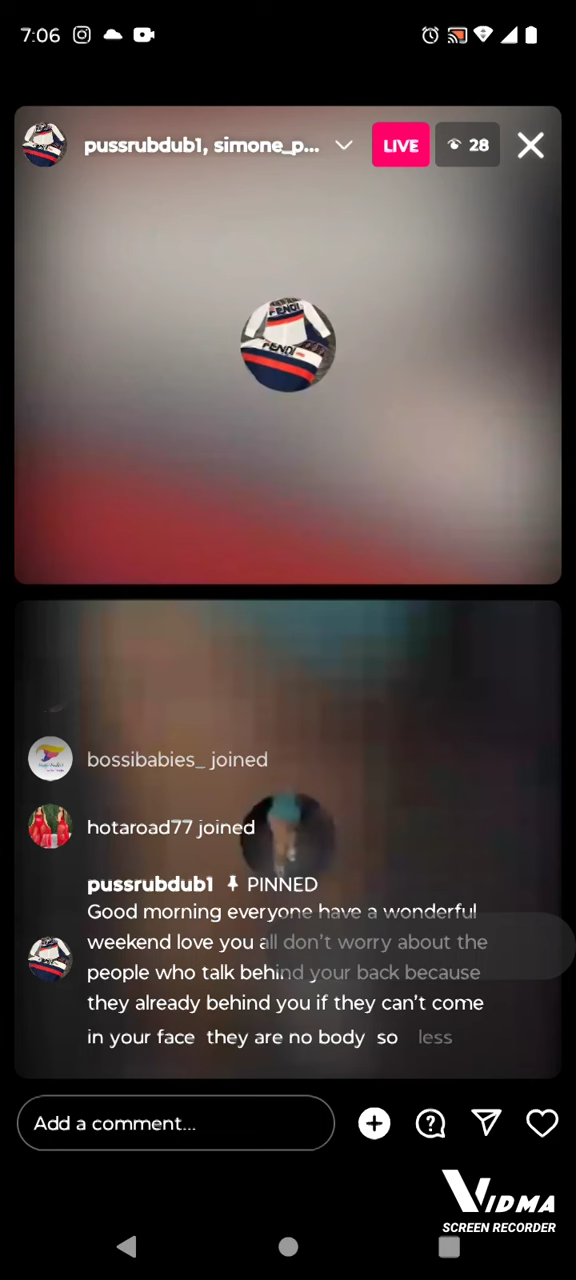 7:06
pussrubdub1, simone_p...
LIVE
28
FENDI
FENDI
bossibabies_ joined
hotaroad77 joined
pussrubdub1 PINNED
Good morning everyone have a wonderful
weekend love you all don't worry about the
people who talk behind your back because
they already behind you if they can't come
in your face they are no body so less
Add a comment...
VIDMA
SCREEN RECORDER